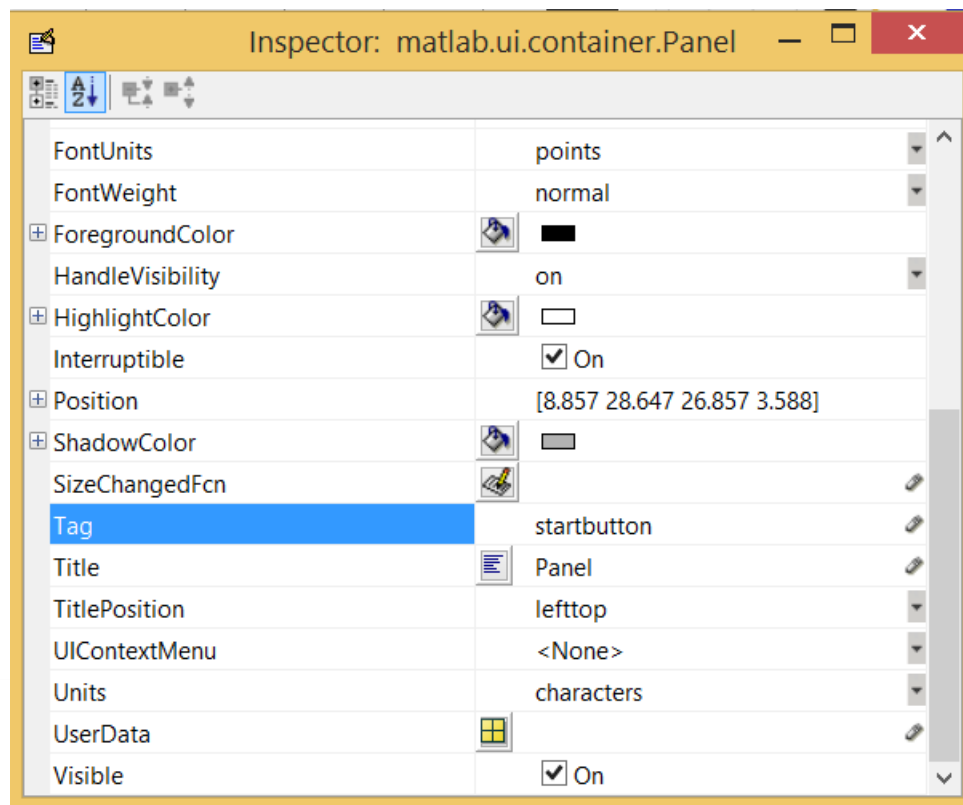 Inspector: matlab.ui.container.Panel
FontUnits points
FontWeight normal
ForegroundColor
HandleVisibility on
HighlightColor
Interruptible On
Position [8.857 28.647 26.857 3.588]
ShadowColor
SizeChangedFcn
Tag startbutton
Title Panel
TitlePosition lefttop
UIContextMenu <None>
Units characters
UserData
Visible On